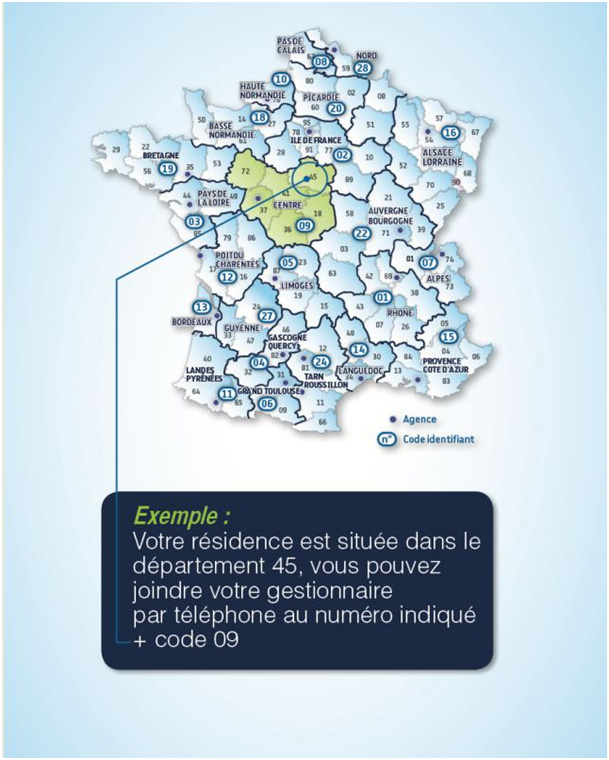 PAS DE
CALAIS
NORD
62
08
59
28
10
80
HAUTE
NORMANDIE
76
PICARDIE
02
08
60
20
50
14
18
27
BASSE
NORMANDIE
61
95
78
ILE DE FRANCE
91
77
02
51
55
57
54
16
67
ALSACE
LORRAINE
88
68
90
29
22
BRETAGNE
56
19
35
53
72
28
45
10
52
89
70
25
44
PAYS DE
LA LOIRE
49
03
85
41
37
CENTRE
18
36
09
58
21
AUVERGNE
BOURGOGNE
22
71
39
79
86
POITOU
CHARENTES
17
12
16
05
23
87
LIMOGES
19
03
63
15
01
74
07
ALPES
73
42
69
01
38
RHONE
43
07
26
13
BORDEAUX
33
24
27
GUYENNE
47
46
GASCOGNE
QUERCY
82
04
32
12
24
81
TARN
ROUSSILLON
48
14
30
LANGUEDOC
34
05
15
04
06
84
PROVENCE
COTE D'AZUR
13
83
40
LANDES
PYRÉNÉES
64
11
65
31
GRAND TOULOUSE
06
09
11
66
Agence
n° Code identifiant
Exemple :
Votre résidence est située dans le
département 45, vous pouvez
joindre votre gestionnaire
par téléphone au numéro indiqué
+ code 09